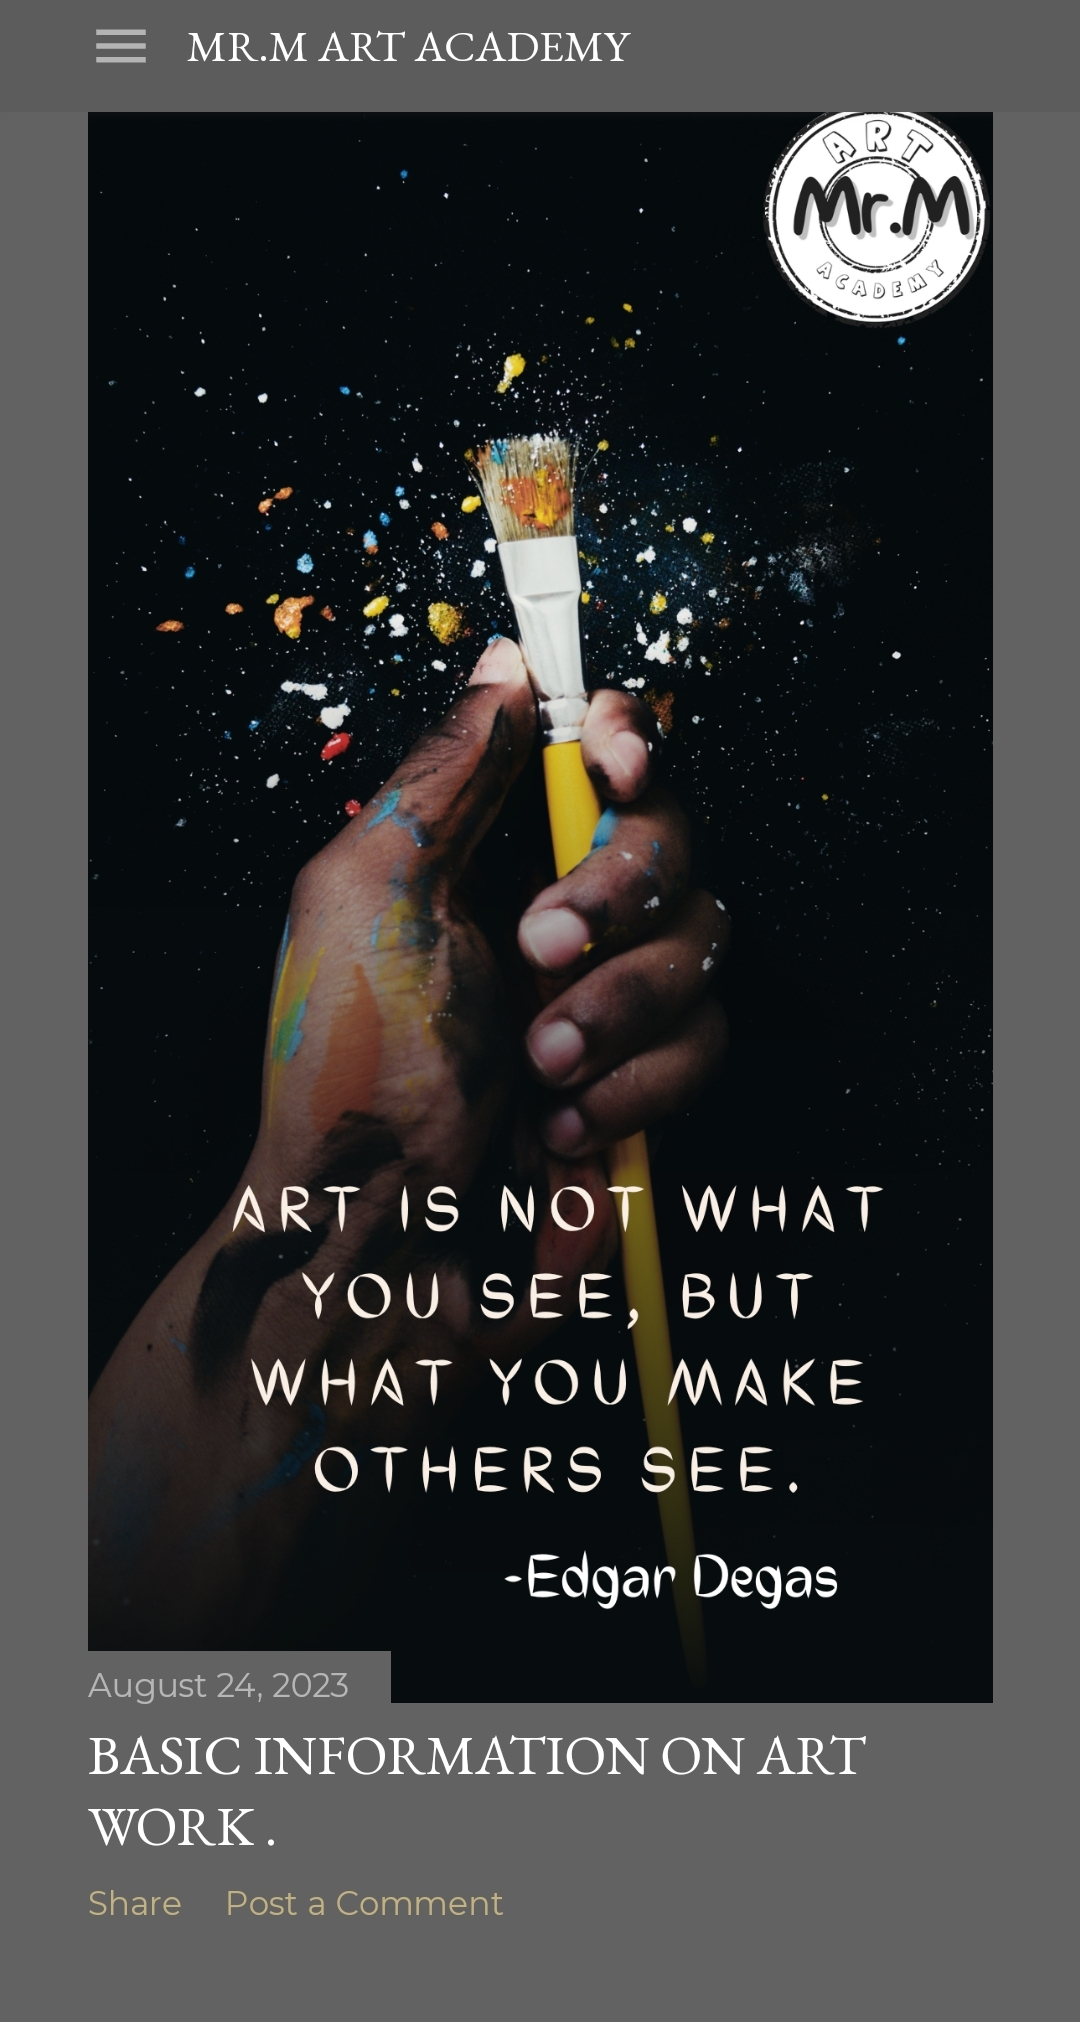 MR.M ART ACADEMY
ART
Mr.M
ACADEMY
ART IS NOT WHAT
YOU SEE, BUT
WHAT YOU MAKE
OTHERS SEE.
-Edgar Degas
August 24, 2023
BASIC INFORMATION ON ART
WORK .
Share Post a Comment